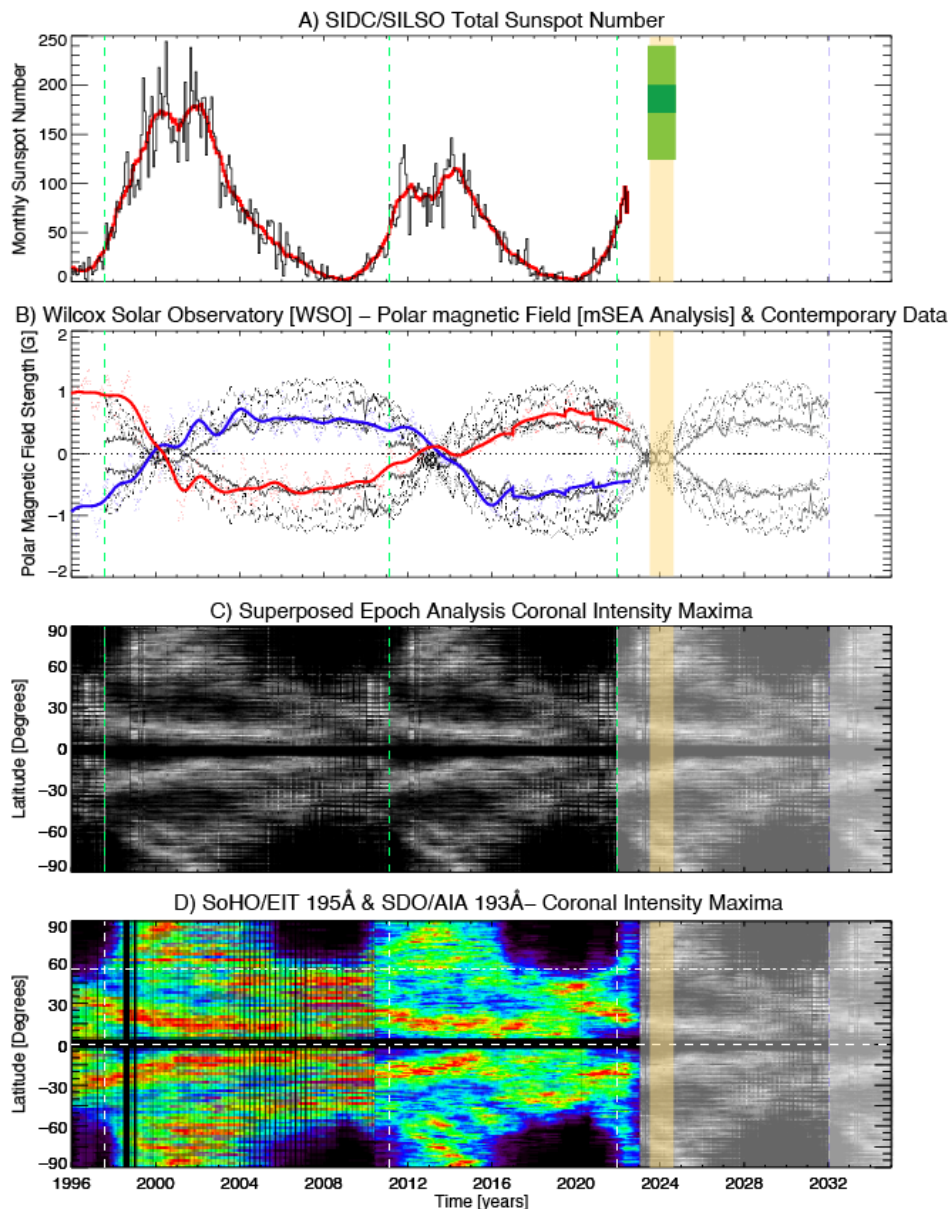 A) SIDC/SILSO Total Sunspot Number
250
200
150
100
50
0
Monthly Sunspot Number
B) Wilcox Solar Observatory [WSO] – Polar magnetic Field [mSEA Analysis] & Contemporary Data
2
1
0
−1
−2
Polar Magnetic Field Stength [G]
C) Superposed Epoch Analysis Coronal Intensity Maxima
90
60
30
0
−30
−60
−90
Latitude [Degrees]
D) SoHO/EIT 195Å & SDO/AIA 193Å– Coronal Intensity Maxima
90
60
30
0
−30
−60
−90
Latitude [Degrees]
1996 2000 2004 2008 2012 2016 2020 2024 2028 2032
Time [years]